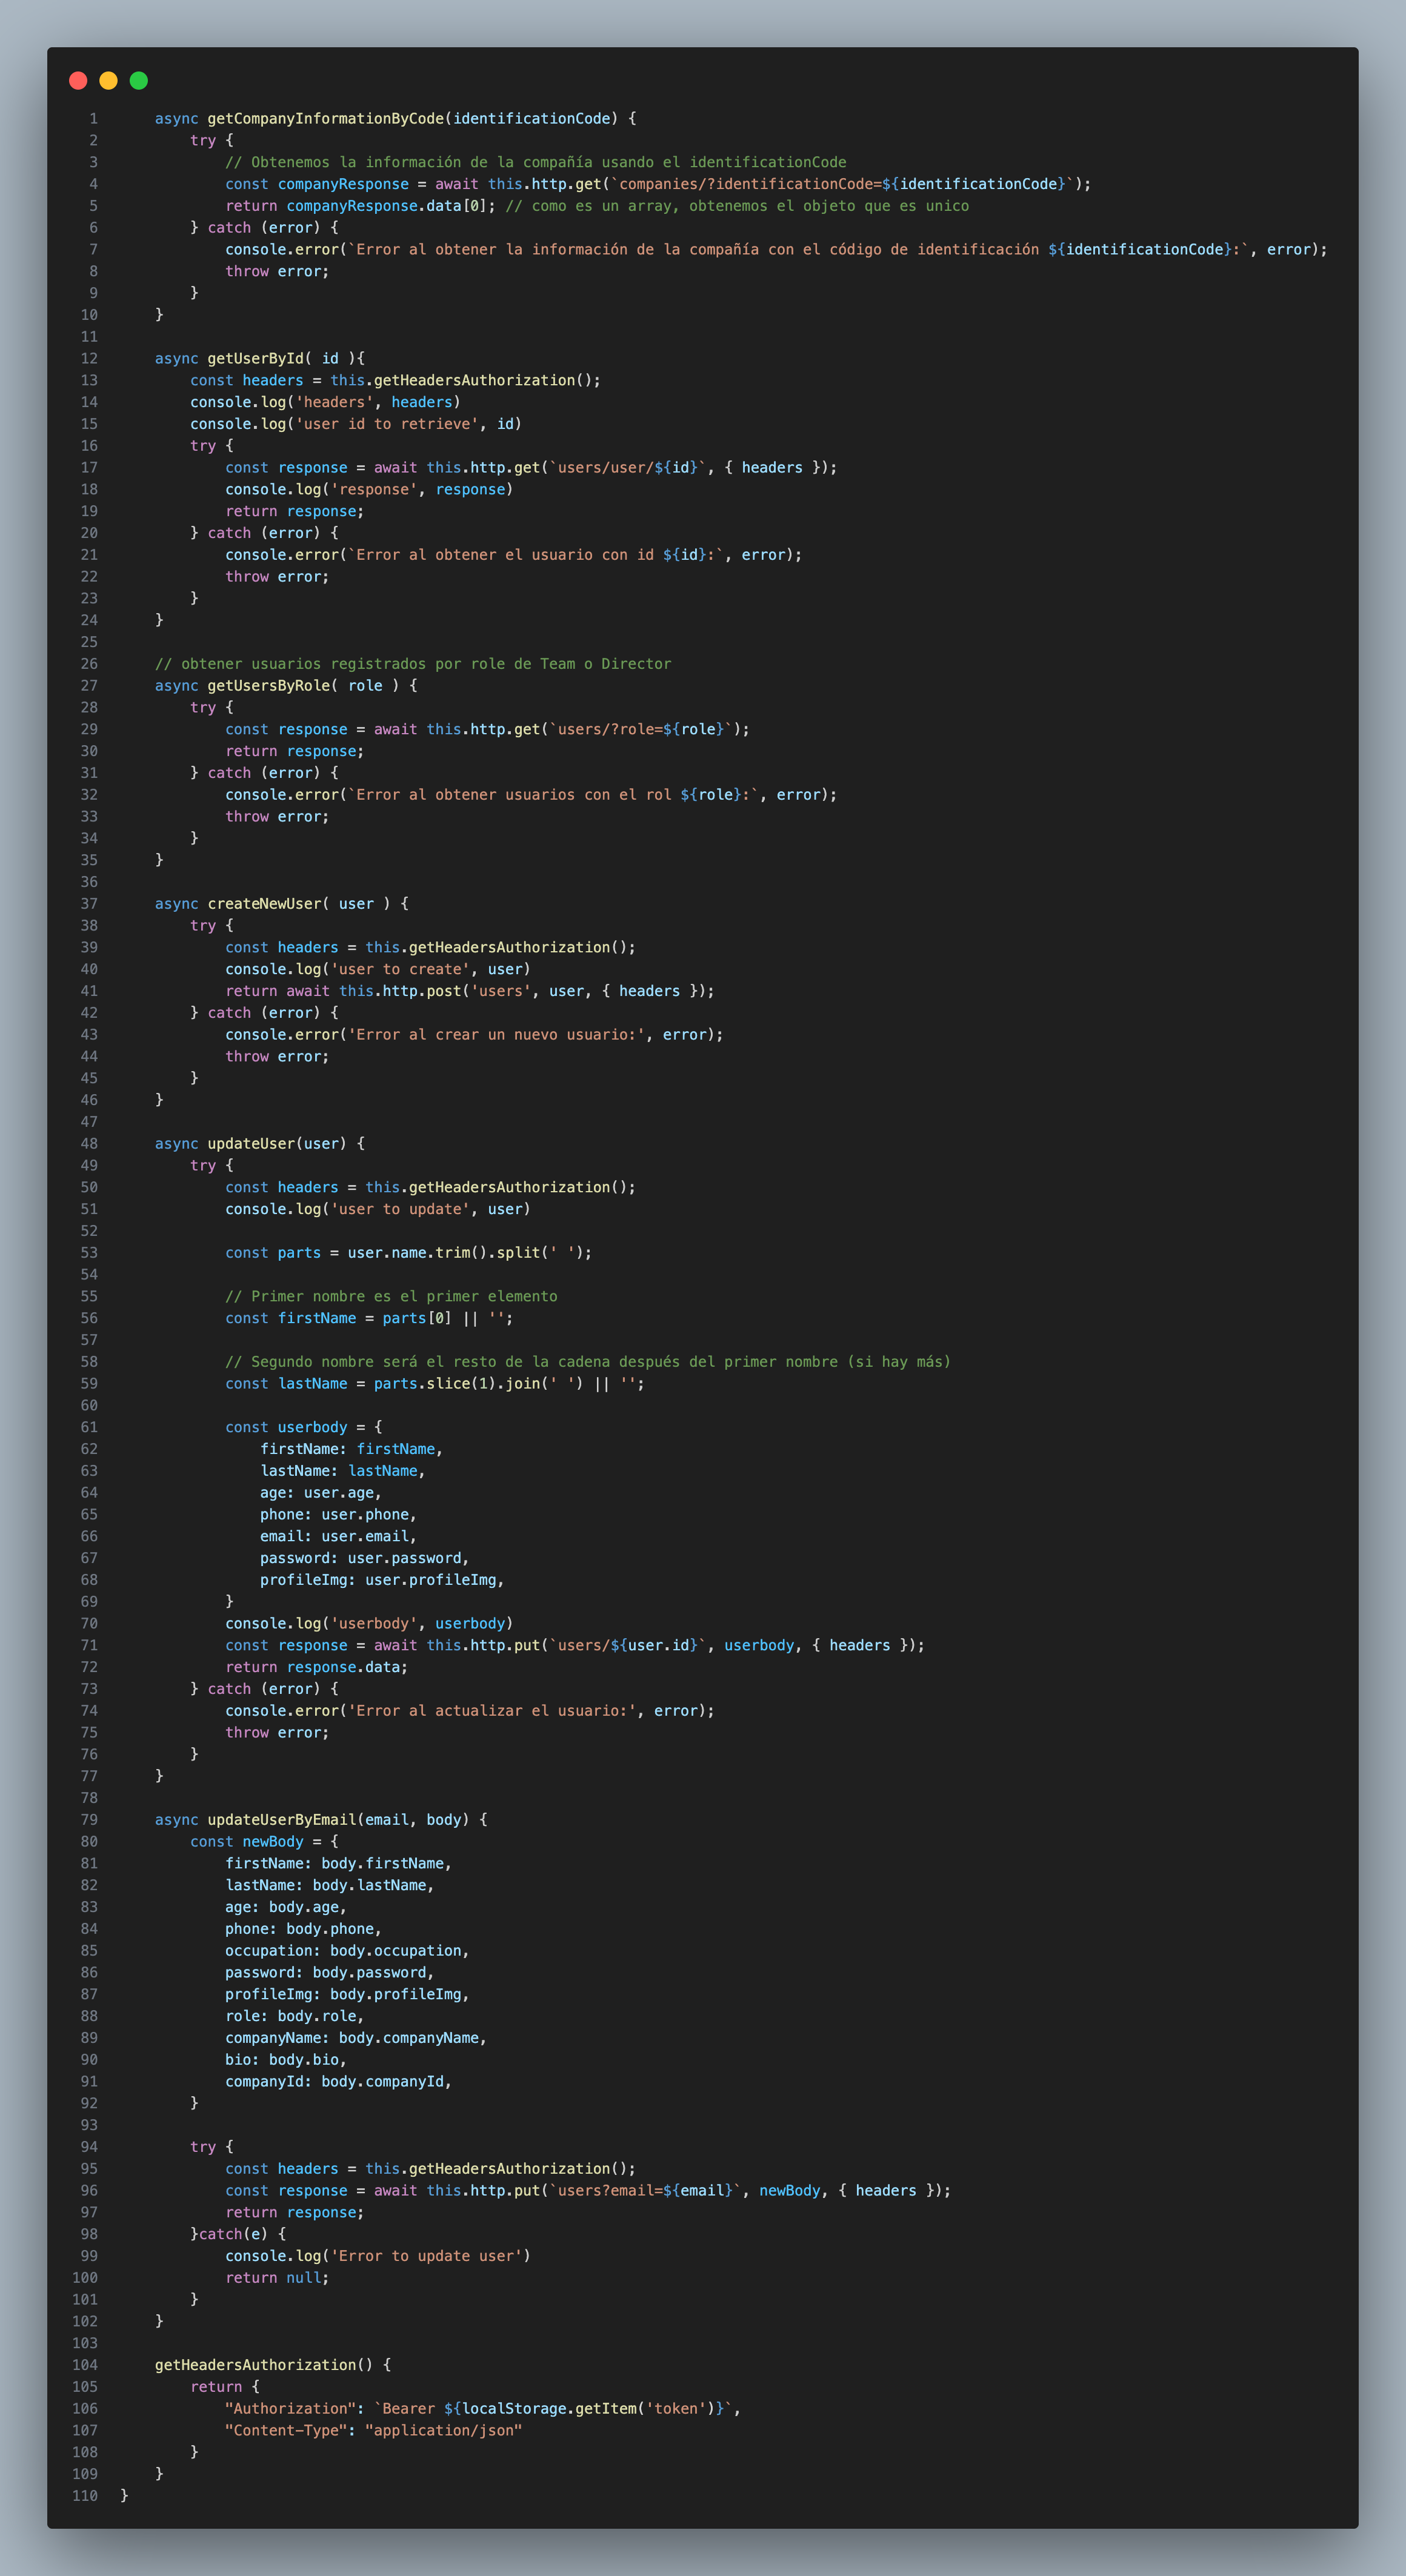 1 async getCompanyInformationByCode(identificationCode) {
2 try {
3 // Obtenemos la información de la compañía usando el identificationCode
4 const companyResponse = await this.http.get(`companies/?identificationCode=${identificationCode}`);
5 return companyResponse.data[0]; // como es un array, obtenemos el objeto que es unico
6 } catch (error) {
7 console.error(`Error al obtener la información de la compañía con el código de identificación ${identificationCode}:`, error);
8 throw error;
9 }
10 }
11
12 async getUserById( id ){
13 const headers = this.getHeadersAuthorization();
14 console.log('headers', headers)
15 console.log('user id to retrieve', id)
16 try {
17 const response = await this.http.get(`users/user/${id}`, { headers });
18 console.log('response', response)
19 return response;
20 } catch (error) {
21 console.error(`Error al obtener el usuario con id ${id}:`, error);
22 throw error;
23 }
24 }
25
26 // obtener usuarios registrados por role de Team o Director
27 async getUsersByRole( role ) {
28 try {
29 const response = await this.http.get(`users/?role=${role}`);
30 return response;
31 } catch (error) {
32 console.error(`Error al obtener usuarios con el rol ${role}:`, error);
33 throw error;
34 }
35 }
36
37 async createNewUser( user ) {
38 try {
39 const headers = this.getHeadersAuthorization();
40 console.log('user to create', user)
41 return await this.http.post('users', user, { headers });
42 } catch (error) {
43 console.error('Error al crear un nuevo usuario:', error);
44 throw error;
45 }
46 }
47
48 async updateUser(user) {
49 try {
50 const headers = this.getHeadersAuthorization();
51 console.log('user to update', user)
52
53 const parts = user.name.trim().split(' ');
54
55 // Primer nombre es el primer elemento
56 const firstName = parts[0] || '';
57
58 // Segundo nombre será el resto de la cadena después del primer nombre (si hay más)
59 const lastName = parts.slice(1).join(' ') || '';
60
61 const userbody = {
62 firstName: firstName,
63 lastName: lastName,
64 age: user.age,
65 phone: user.phone,
66 email: user.email,
67 password: user.password,
68 profileImg: user.profileImg,
69 }
70 console.log('userbody', userbody)
71 const response = await this.http.put(`users/${user.id}`, userbody, { headers });
72 return response.data;
73 } catch (error) {
74 console.error('Error al actualizar el usuario:', error);
75 throw error;
76 }
77 }
78
79 async updateUserByEmail(email, body) {
80 const newBody = {
81 firstName: body.firstName,
82 lastName: body.lastName,
83 age: body.age,
84 phone: body.phone,
85 occupation: body.occupation,
86 password: body.password,
87 profileImg: body.profileImg,
88 role: body.role,
89 companyName: body.companyName,
90 bio: body.bio,
91 companyId: body.companyId,
92 }
93
94 try {
95 const headers = this.getHeadersAuthorization();
96 const response = await this.http.put(`users?email=${email}`, newBody, { headers });
97 return response;
98 }catch(e) {
99 console.log('Error to update user')
100 return null;
101 }
102 }
103
104 getHeadersAuthorization() {
105 return {
106 "Authorization": `Bearer ${localStorage.getItem('token')}`,
107 "Content-Type": "application/json"
108 }
109 }
110 }